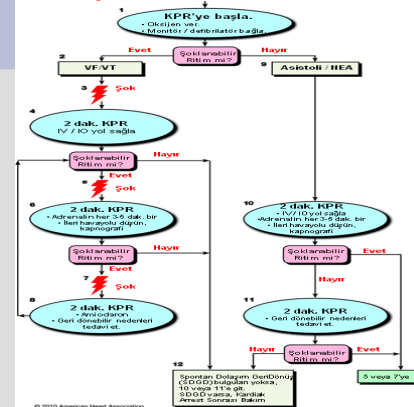 1
KPR'ye başla.
• Oksijen ver.
• Monitör / defibrilatör bağla.
Evet
Şoklanabilir
Ritim mi?
Hayır
2
VF/VT
9
Asistoli / NEA
3
Şok
4
2 dak. KPR
IV / IO yol sağla
Şoklanabilir
Ritim mi?
Hayır
Evet
5
Şok
6
2 dak. KPR
• Adrenalin her 3-5 dak. bir
• İleri havayolu düşün,
kapnografi
10
2 dak. KPR
• IV/IO yol sağla
•Adrenalin her 3-5 dak. bir
• İleri havayolu düşün,
kapnografi
Şoklanabilir
Ritim mi?
Hayır
Evet
Şoklanabilir
Ritim mi?
Evet
Hayır
7
Şok
8
2 dak. KPR
• Amiodaron
• Geri dönebilir nedenleri
tedavi et.
11
2 dak. KPR
• Geri dönebilir nedenleri
tedavi et.
Hayır
Şoklanabilir
Ritim mi?
Evet
12
Spontan Dolaşım GeriDönüş
(SDGD) bulguları yoksa,
10 veya 11'e git.
SDGD varsa, Kardiak
Arrest Sonrası Bakım
5 veya 7'ye
© 2010 American Heart Association